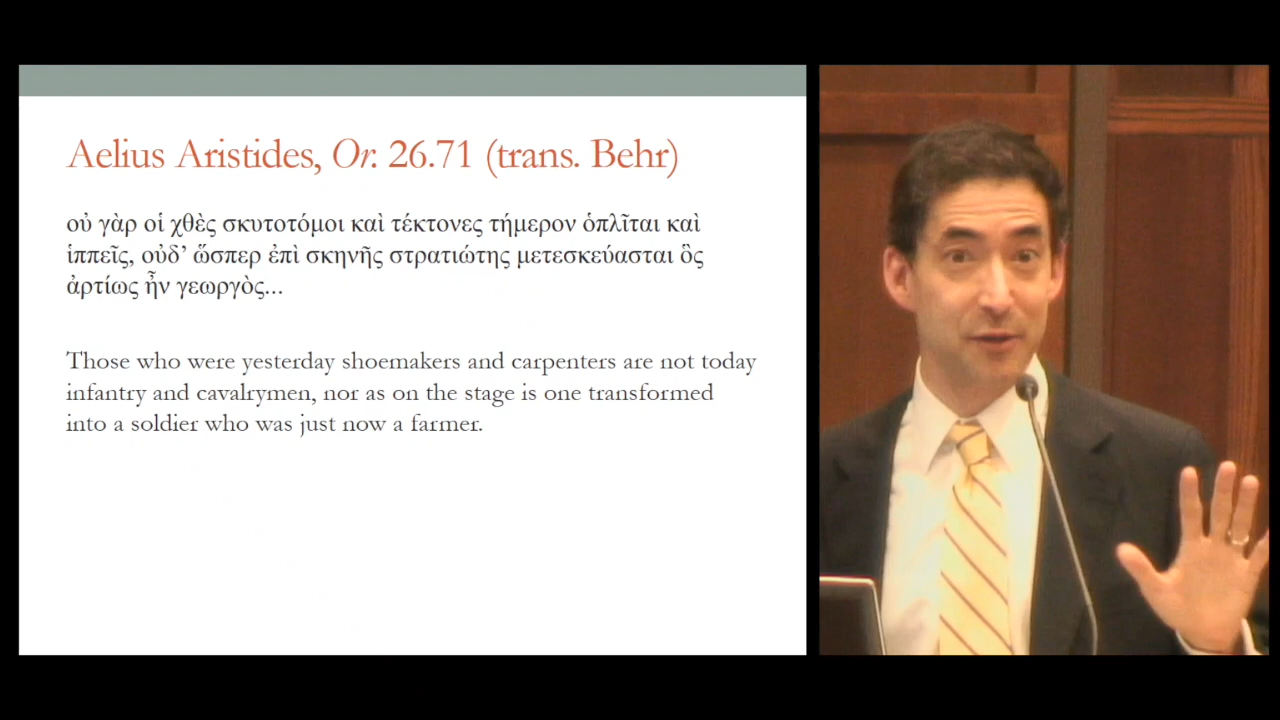 Aelius Aristides, Or. 26.71 (trans. Behr)
οὐ γὰρ οἱ χθὲς σκυτοτόμοι καὶ τέκτονες τήμερον ὁπλῖται καὶ
ἱππεῖς, οὐδ’ ὥσπερ ἐπὶ σκηνῆς στρατιώτης μετεσκεύασται ὃς
ἀρτίως ἦν γεωργὸς...
Those who were yesterday shoemakers and carpenters are not today
infantry and cavalrymen, nor as on the stage is one transformed
into a soldier who was just now a farmer.